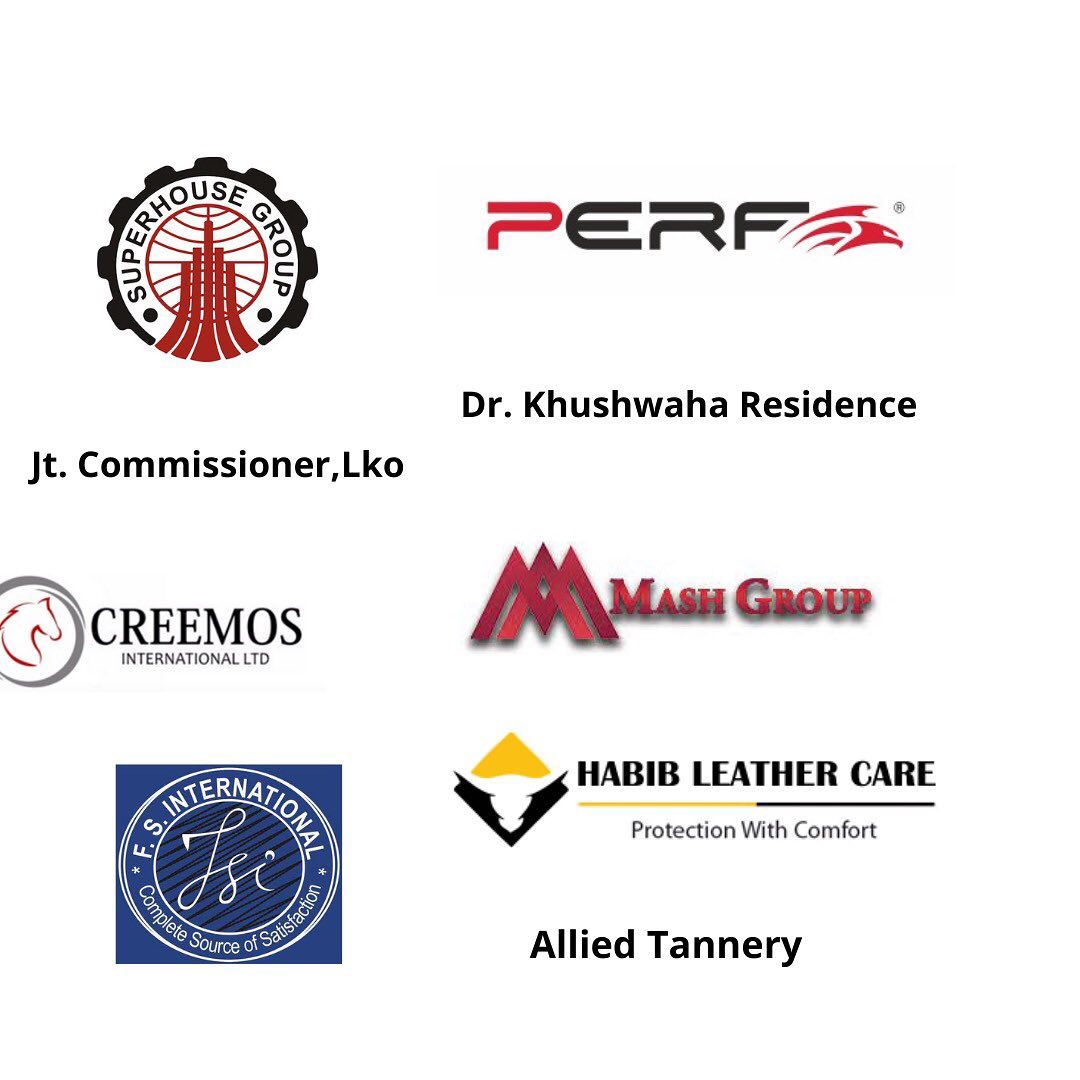 SUPERHOUSE GROUP
PERF ®
Dr. Khushwaha Residence
Jt. Commissioner,Lko
CREEMOS
INTERNATIONAL LTD
MASH GROUP
F. S. INTERNATIONAL
fsi
Complete Source of Satisfaction
HABIB LEATHER CARE
Protection With Comfort
Allied Tannery